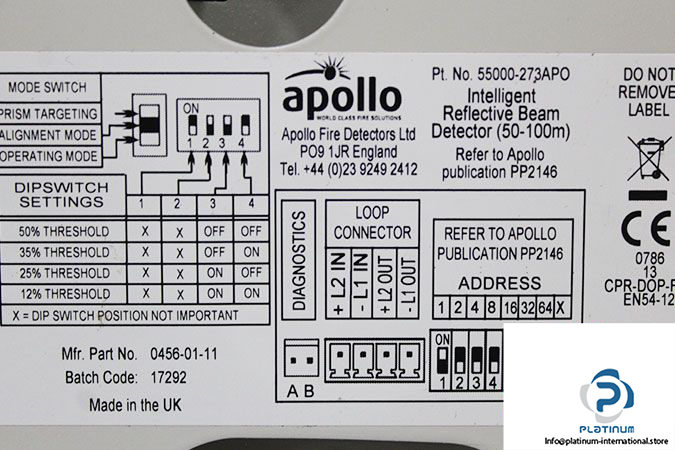 MODE SWITCH
PRISM TARGETING
ALIGNMENT MODE
OPERATING MODE
ON
1 2 3 4
DIPSWITCH SETTINGS 1 2 3 4
50% THRESHOLD X X OFF OFF
35% THRESHOLD X X OFF ON
25% THRESHOLD X X ON OFF
12% THRESHOLD X X ON ON
X = DIP SWITCH POSITION NOT IMPORTANT
Mfr. Part No. 0456-01-11
Batch Code: 17292
Made in the UK
apollo
WORLD CLASS FIRE SOLUTIONS
Apollo Fire Detectors Ltd
PO9 1JR England
Tel. +44 (0)23 9249 2412
Pt. No. 55000-273APO
Intelligent
Reflective Beam
Detector (50-100m)
Refer to Apollo
publication PP2146
DO NOT
REMOVE
LABEL
CE
0786
13
CPR-DOP-F
EN54-12
DIAGNOSTICS
A B
LOOP
CONNECTOR
+ L2 IN
- L1 IN
+ L2 OUT
- L1 OUT
REFER TO APOLLO
PUBLICATION PP2146
ADDRESS
1 2 4 8 16 32 64 X
ON
1 2 3 4
PLATINUM
Info@platinum-international.store